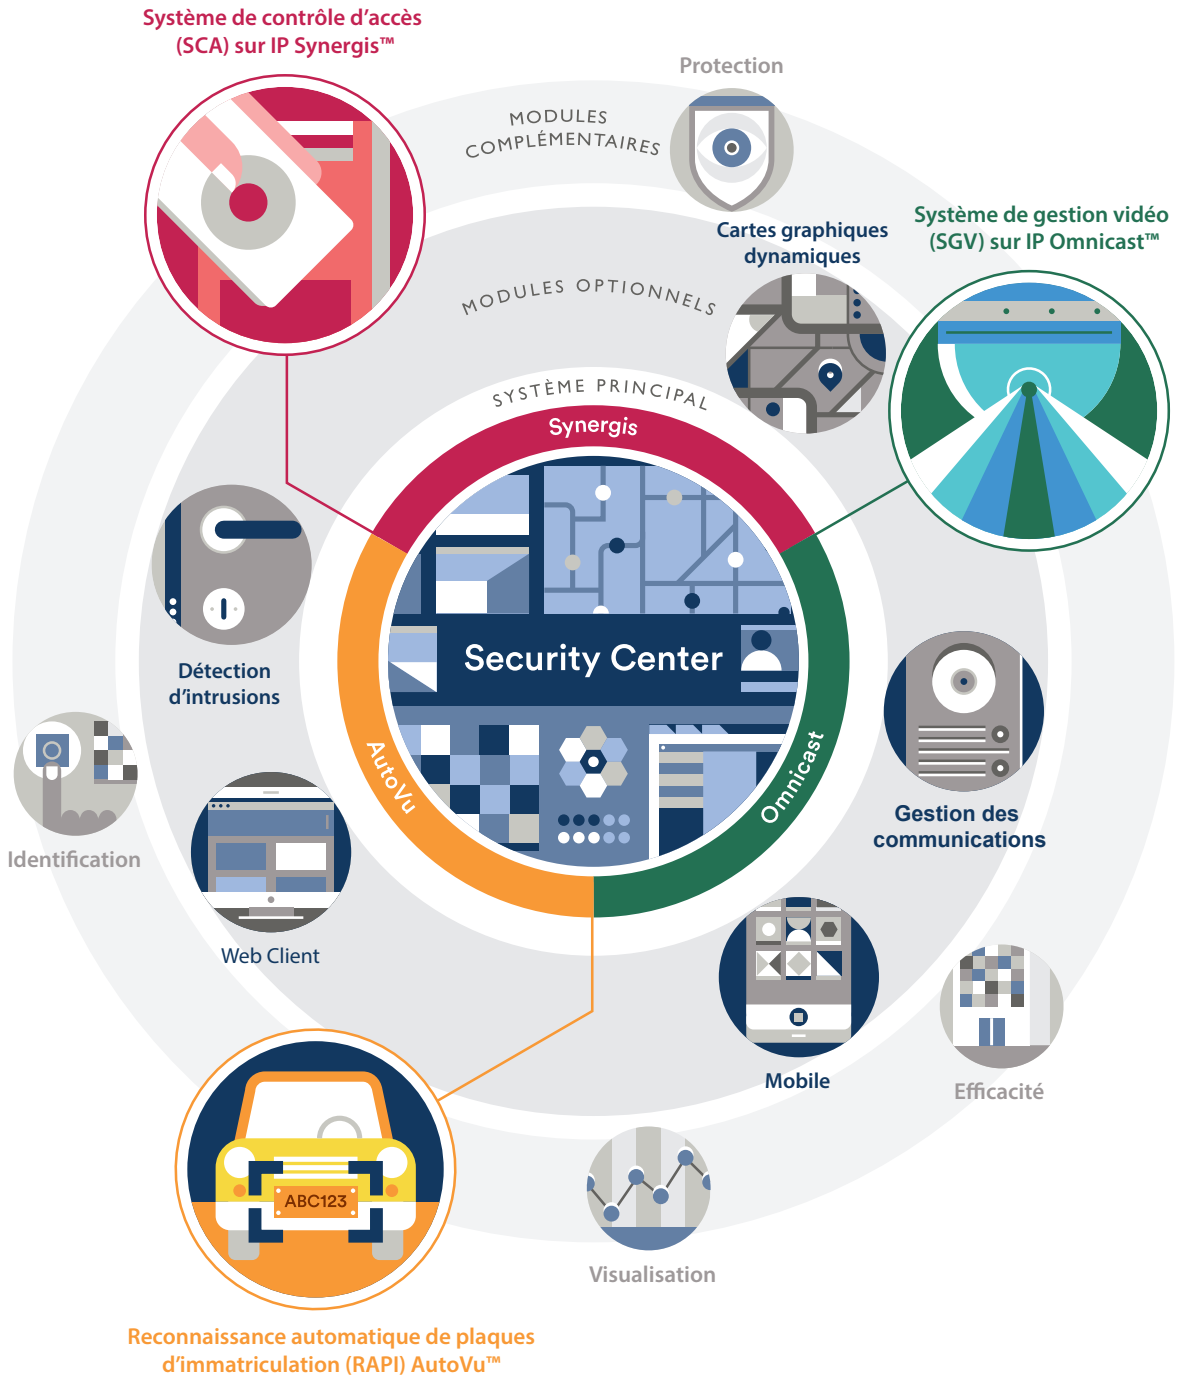 Système de contrôle d’accès
(SCA) sur IP Synergis™
Protection
MODULES
COMPLÉMENTAIRES
Système de gestion vidéo
(SGV) sur IP Omnicast™
Cartes graphiques
dynamiques
MODULES OPTIONNELS
SYSTÈME PRINCIPAL
Synergis
Security Center
AutoVu
Omnicast
Détection
d’intrusions
Gestion des
communications
Identification
Web Client
Mobile
Efficacité
ABC123
Visualisation
Reconnaissance automatique de plaques
d’immatriculation (RAPI) AutoVu™